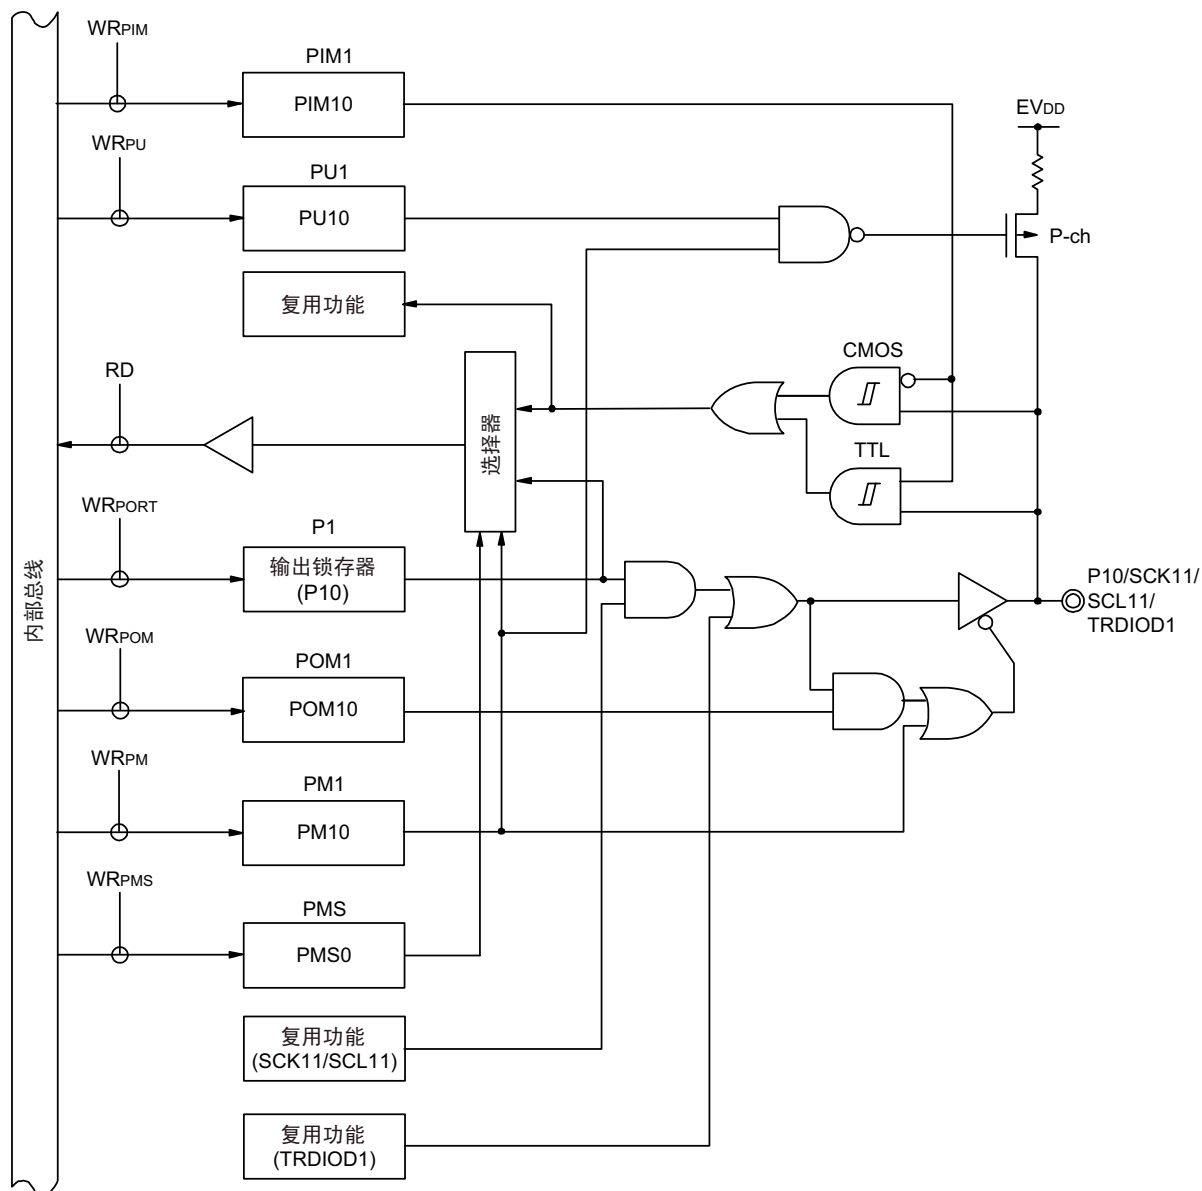 WRPIM
PIM1
PIM10
EVDD
WRPU
PU1
PU10
P-ch
复用功能
CMOS
RD
选择器
TTL
WRPORT
P1
输出锁存器
(P10)
P10/SCK11/
SCL11/
TRDIOD1
内部总线
WRPOM
POM1
POM10
WRPM
PM1
PM10
WRPMS
PMS
PMS0
复用功能
(SCK11/SCL11)
复用功能
(TRDIOD1)